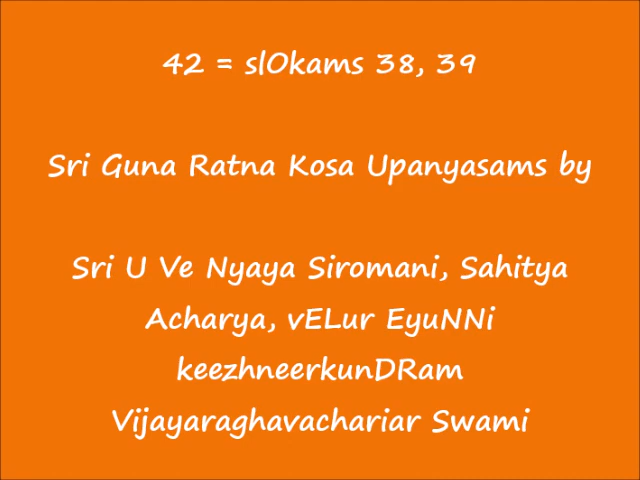 42 = slOkams 38, 39
Sri Guna Ratna Kosa Upanyasams by
Sri U Ve Nyaya Siromani, Sahitya
Acharya, vELur EyuNNi
keezhneerkunDRam
Vijayaraghavachariar Swami